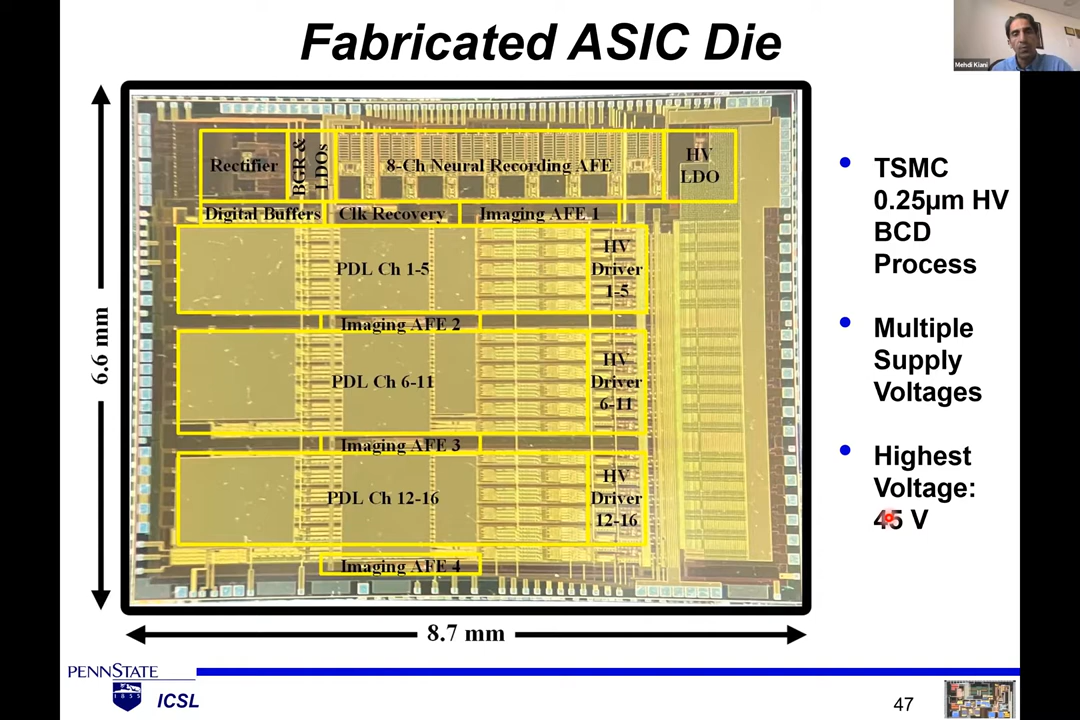 Fabricated ASIC Die
Mehdi Kiani
Rectifier
BGR &
LDOs
8-Ch Neural Recording AFE
HV
LDO
Digital Buffers
Clk Recovery
Imaging AFE 1
PDL Ch 1-5
HV
Driver
1-5
Imaging AFE 2
PDL Ch 6-11
HV
Driver
6-11
Imaging AFE 3
PDL Ch 12-16
HV
Driver
12-16
Imaging AFE 4
6.6 mm
8.7 mm
• TSMC
0.25µm HV
BCD
Process
• Multiple
Supply
Voltages
• Highest
Voltage:
45 V
PENNSTATE
1855
ICSL
47